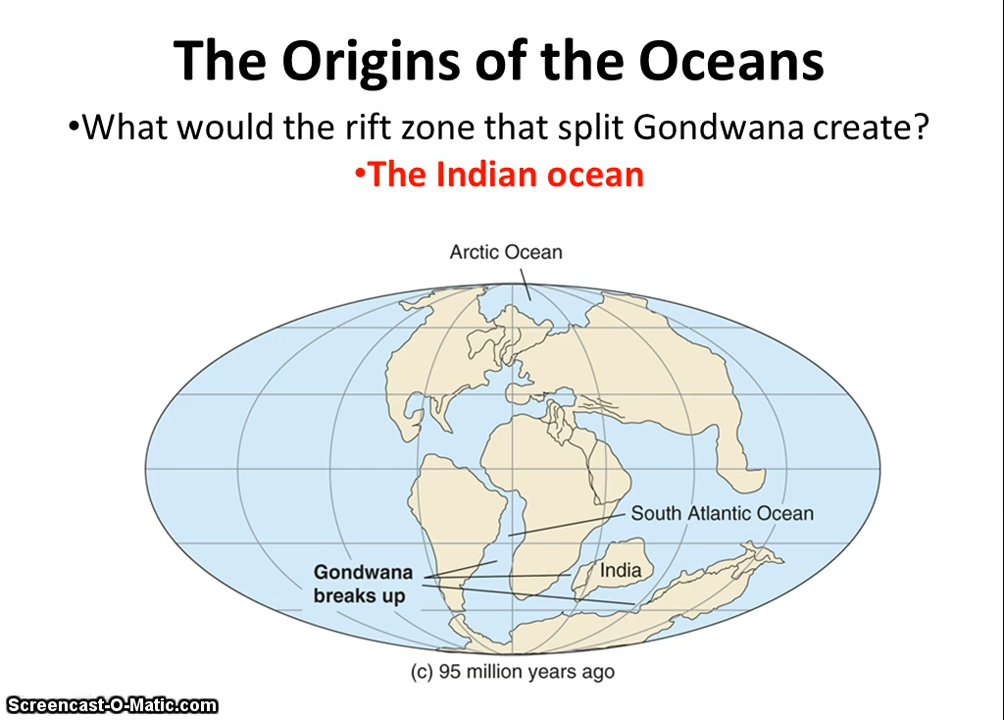 The Origins of the Oceans
•What would the rift zone that split Gondwana create?
•The Indian ocean
Arctic Ocean
South Atlantic Ocean
India
Gondwana
breaks up
(c) 95 million years ago
Screencast-O-Matic.com